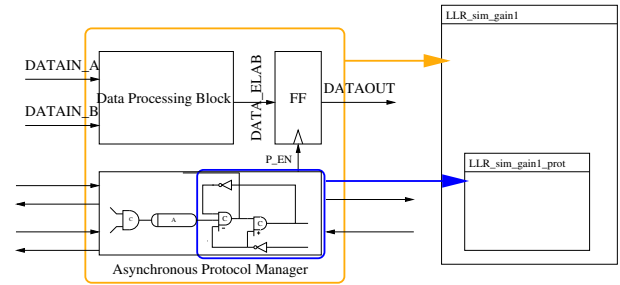 LLR_sim_gain1
DATAIN_A
DATAIN_B
Data Processing Block
DATA_ELAB
FF
DATAOUT
P_EN
LLR_sim_gain1_prot
C
A
C
-
C
+
Asynchronous Protocol Manager